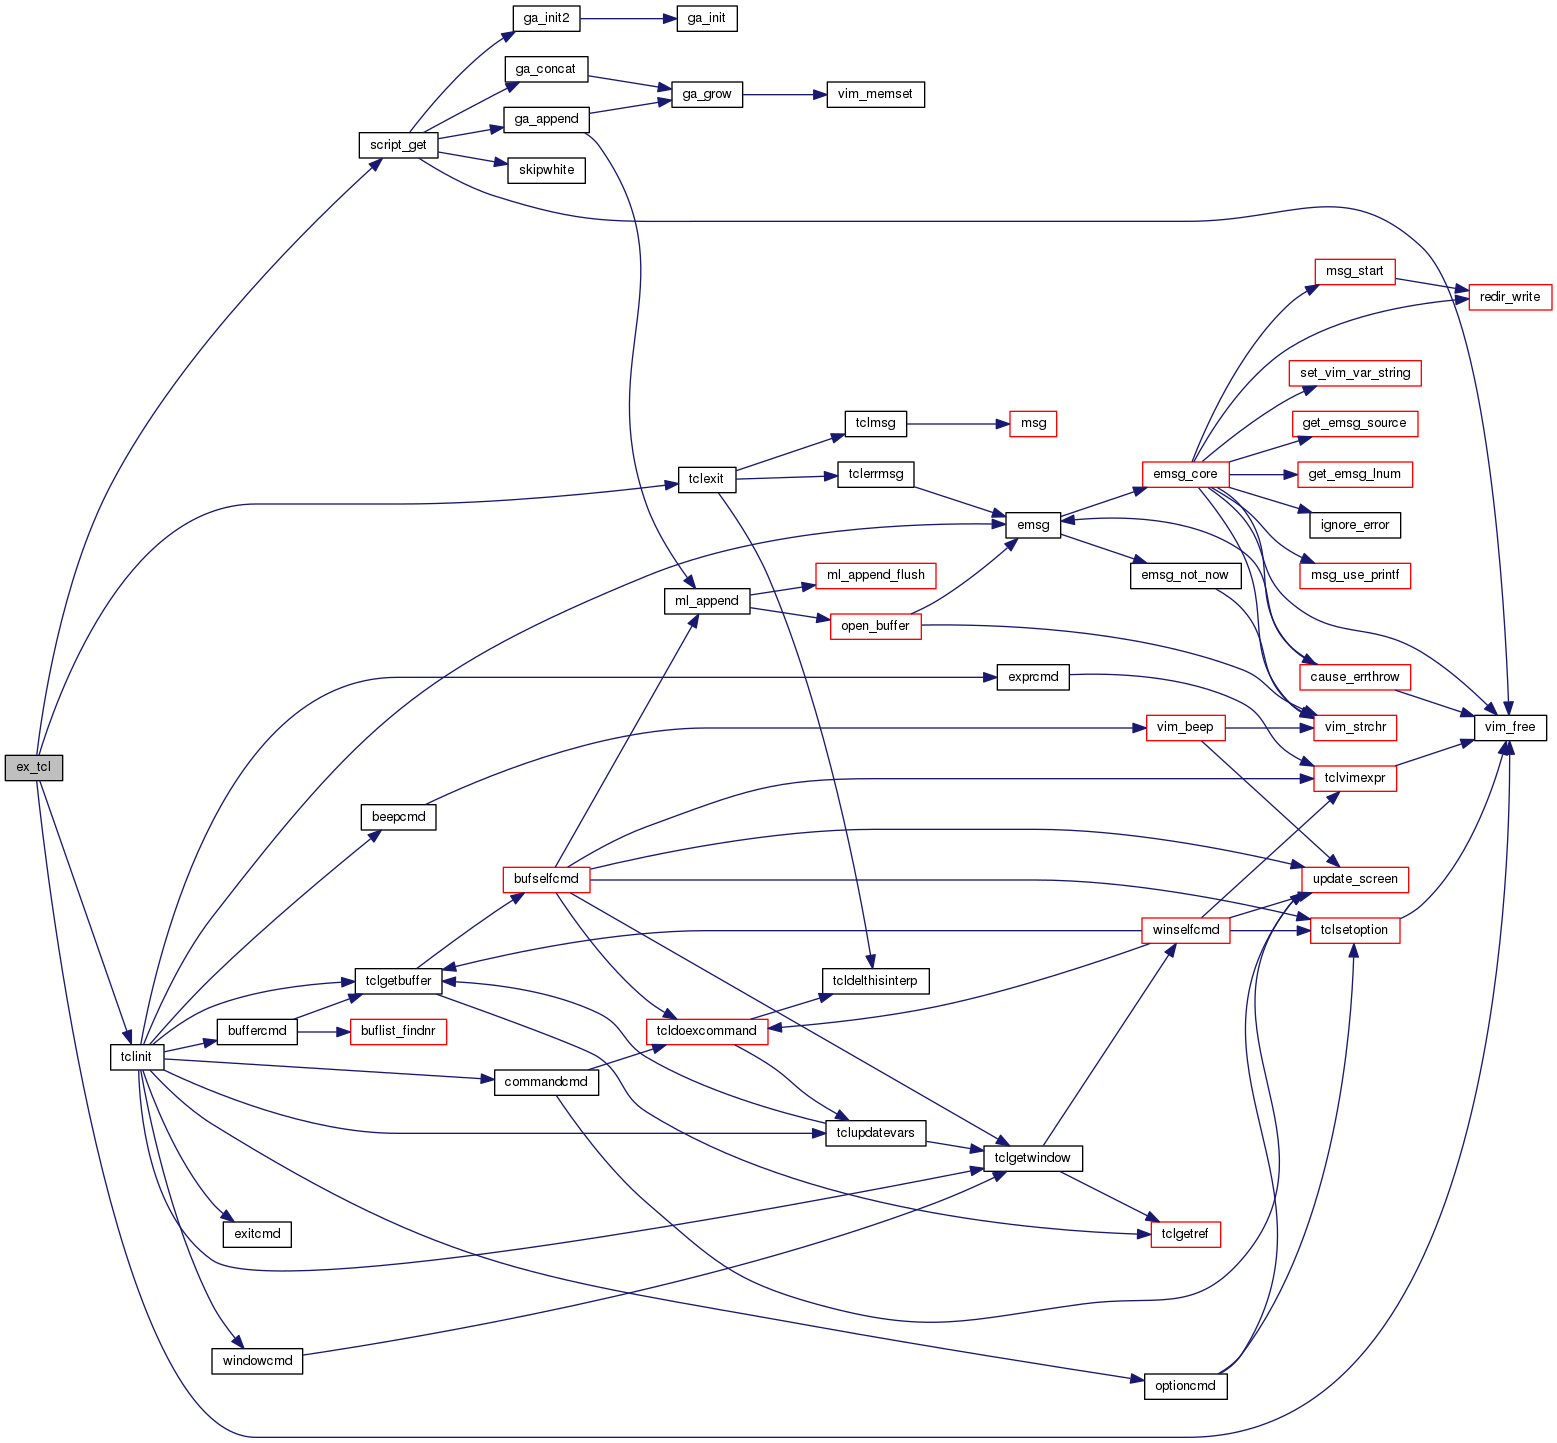 ga_init2
ga_init
ga_concat
ga_grow
vim_memset
ga_append
script_get
skipwhite
msg_start
redir_write
set_vim_var_string
tclmsg
msg
get_emsg_source
tclexit
tclerrmsg
emsg_core
get_emsg_lnum
emsg
ignore_error
ml_append_flush
emsg_not_now
msg_use_printf
ml_append
open_buffer
exprcmd
cause_errthrow
vim_beep
vim_strchr
vim_free
ex_tcl
tclvimexpr
beepcmd
bufselfcmd
update_screen
winselfcmd
tclsetoption
tclgetbuffer
tcldelthisinterp
buffercmd
buflist_findnr
tcldoexcommand
tclinit
commandcmd
tclupdatevars
tclgetwindow
exitcmd
tclgetref
windowcmd
optioncmd